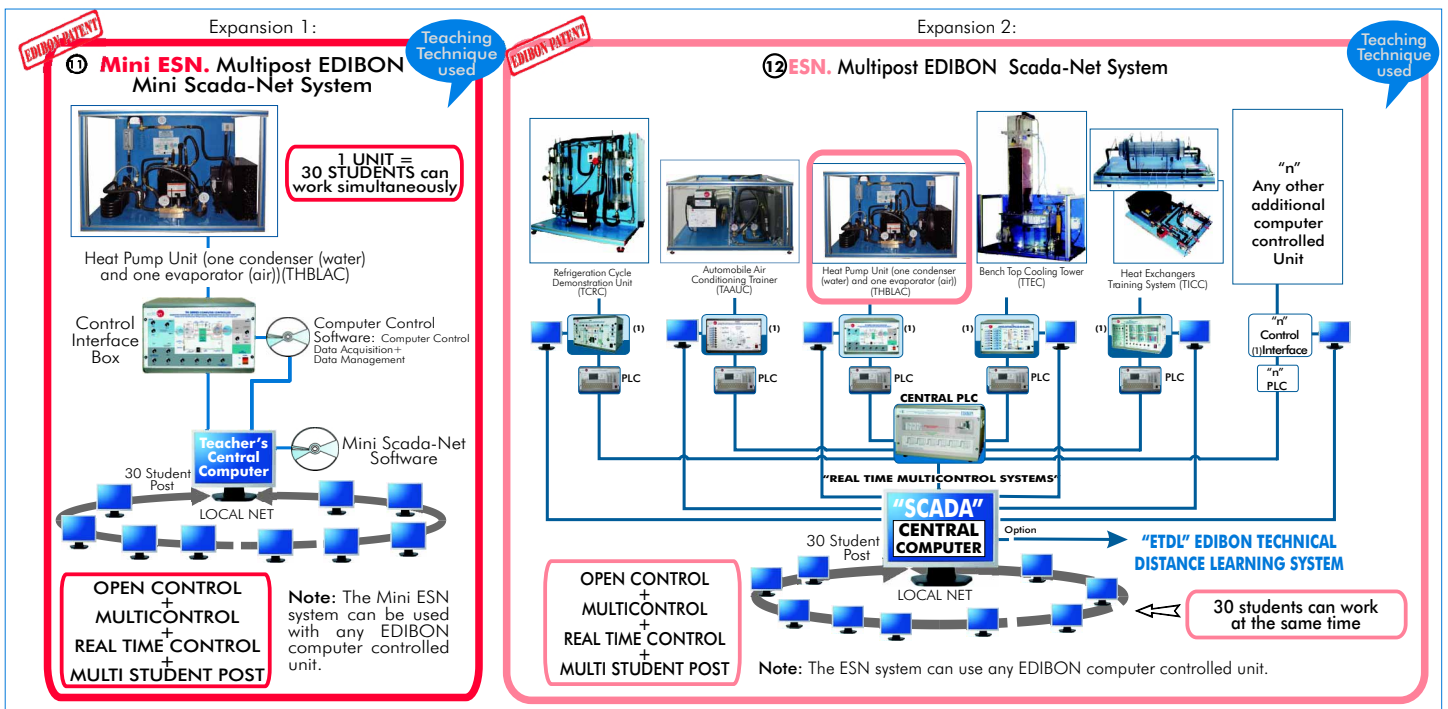 Expansion 1:
EDIBON PATENT
Teaching
Technique
used
11 Mini ESN. Multipost EDIBON
Mini Scada-Net System
1 UNIT =
30 STUDENTS can
work simultaneously
Heat Pump Unit (one condenser (water)
and one evaporator (air))(THBLAC)
Control
Interface
Box
Computer Control
Software: Computer Control
Data Acquisition+
Data Management
Teacher's
Central
Computer
Mini Scada-Net
Software
30 Student
Post
LOCAL NET
OPEN CONTROL
+
MULTICONTROL
+
REAL TIME CONTROL
+
MULTI STUDENT POST
Note: The Mini ESN
system can be used
with any EDIBON
computer controlled
unit.
Expansion 2:
EDIBON PATENT
Teaching
Technique
used
12 ESN. Multipost EDIBON Scada-Net System
Refrigeration Cycle
Demonstration Unit
(TCRC)
Automobile Air
Conditioning Trainer
(TAAUC)
Heat Pump Unit (one condenser
(water) and one evaporator (air))
(THBLAC)
Bench Top Cooling Tower
(TTEC)
Heat Exchangers
Training System (TICC)
"n"
Any other
additional
computer
controlled
Unit
(1)
(1)
(1)
(1)
(1)
"n"
Control
(1)Interface
PLC
PLC
PLC
PLC
PLC
"n"
PLC
CENTRAL PLC
"REAL TIME MULTICONTROL SYSTEMS"
"SCADA"
CENTRAL
COMPUTER
Option
"ETDL" EDIBON TECHNICAL
DISTANCE LEARNING SYSTEM
30 Student
Post
LOCAL NET
30 students can work
at the same time
OPEN CONTROL
+
MULTICONTROL
+
REAL TIME CONTROL
+
MULTI STUDENT POST
Note: The ESN system can use any EDIBON computer controlled unit.